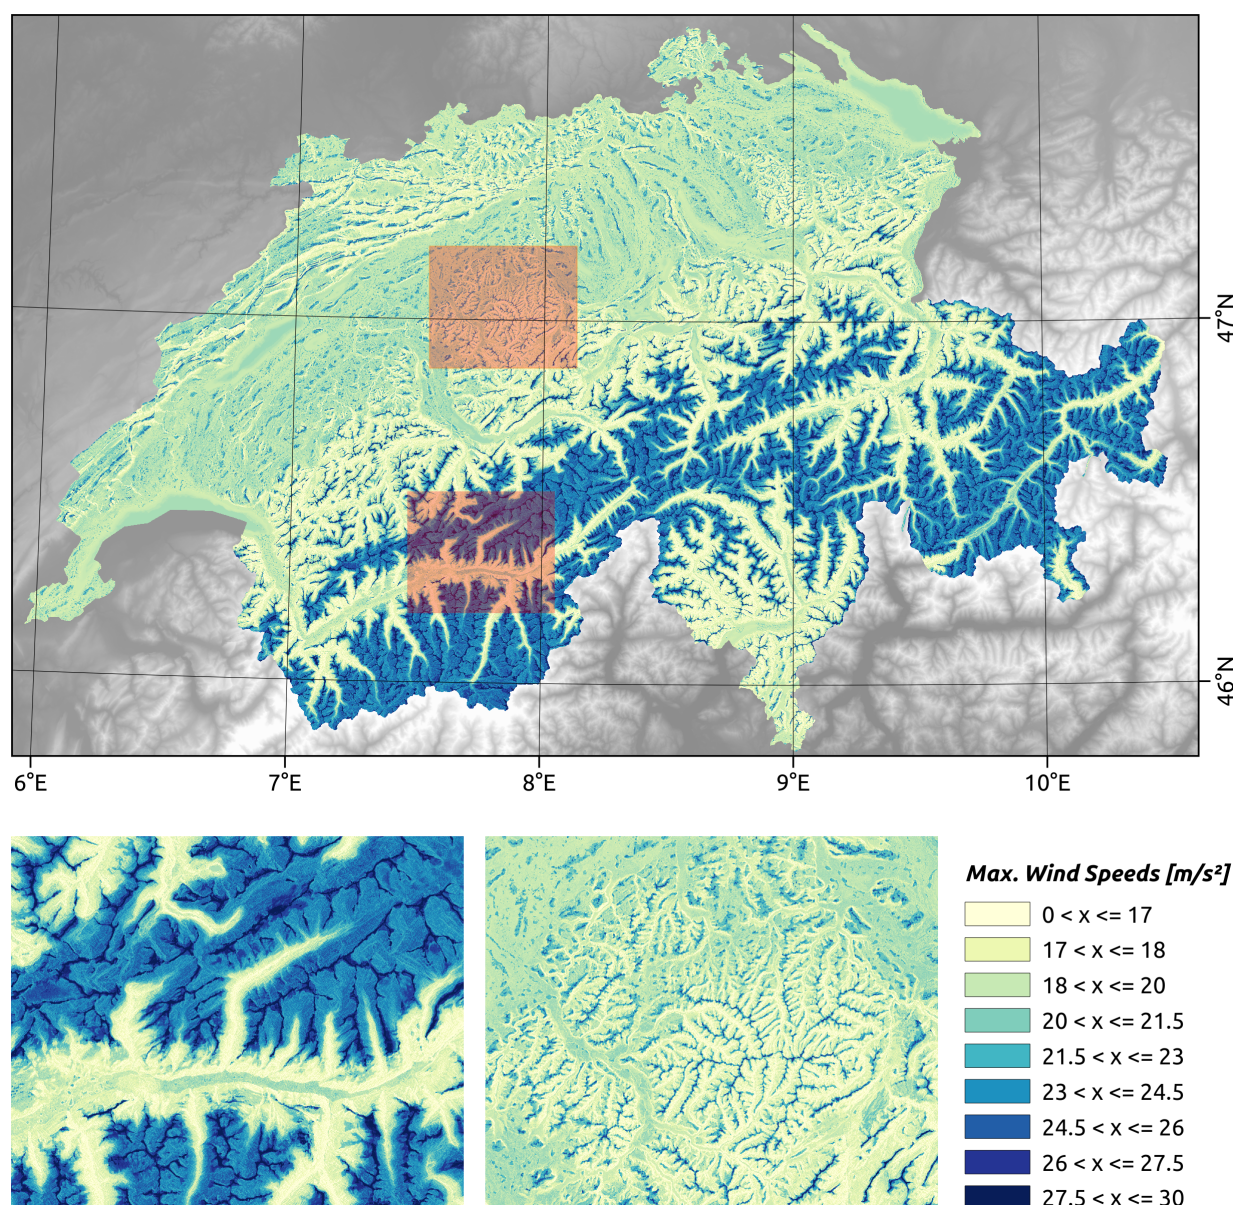 47°N
46°N
6°E 7°E 8°E 9°E 10°E
Max. Wind Speeds [m/s²]
0 < x <= 17
17 < x <= 18
18 < x <= 20
20 < x <= 21.5
21.5 < x <= 23
23 < x <= 24.5
24.5 < x <= 26
26 < x <= 27.5
27.5 < x <= 30